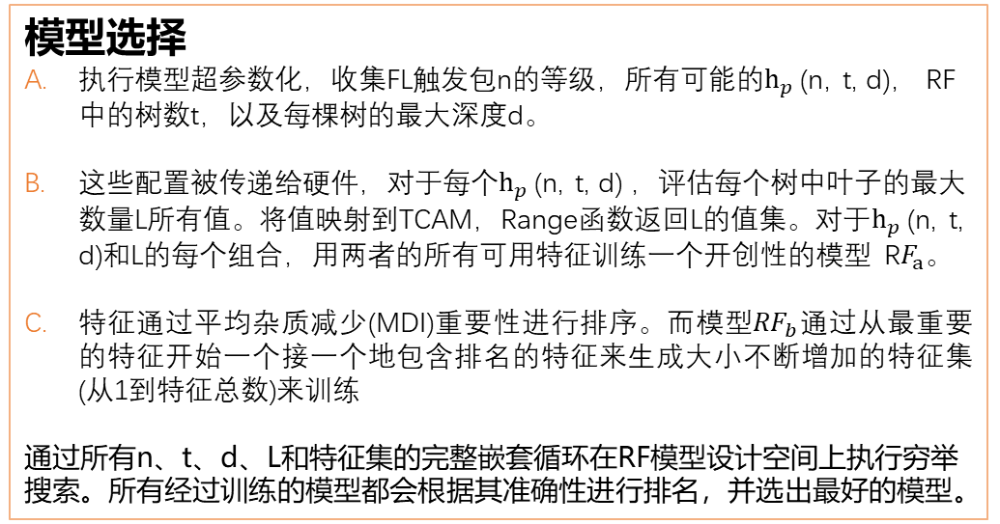 模型选择
A. 执行模型超参数化，收集FL触发包n的等级，所有可能的hₚ (n, t, d)， RF
中的树数t，以及每棵树的最大深度d。
B. 这些配置被传递给硬件，对于每个hₚ (n, t, d) ，评估每个树中叶子的最大
数量L所有值。将值映射到TCAM，Range函数返回L的值集。对于hₚ (n, t,
d)和L的每个组合，用两者的所有可用特征训练一个开创性的模型 RFₐ。
C. 特征通过平均杂质减少(MDI)重要性进行排序。而模型RF_b通过从最重要
的特征开始一个接一个地包含排名的特征来生成大小不断增加的特征集
(从1到特征总数)来训练
通过所有n、t、d、L和特征集的完整嵌套循环在RF模型设计空间上执行穷举
搜索。所有经过训练的模型都会根据其准确性进行排名，并选出最好的模型。